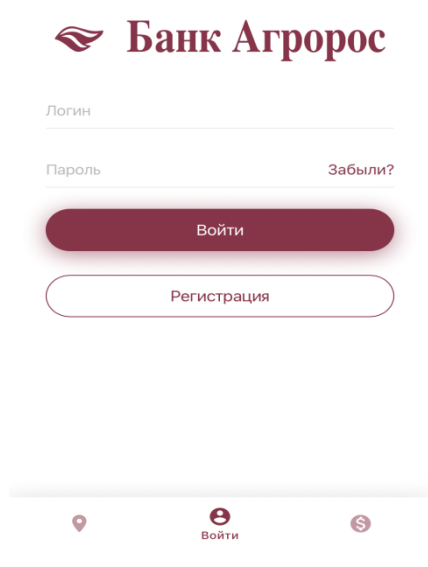 Банк Агророс
Логин
Пароль Забыли?
Войти
Регистрация
Войти